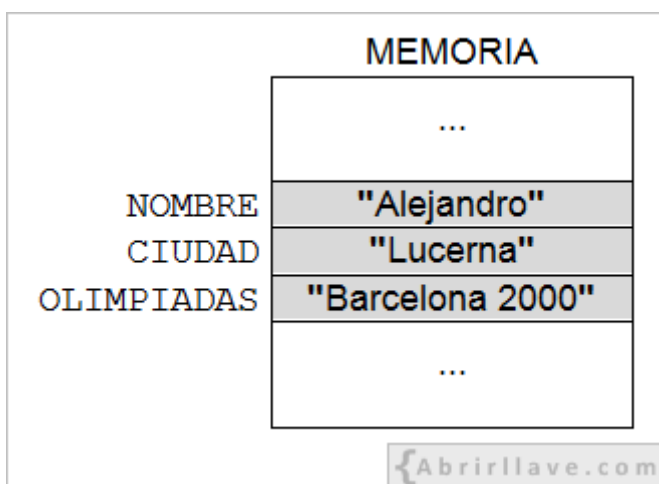 MEMORIA
...
NOMBRE "Alejandro"
CIUDAD "Lucerna"
OLIMPIADAS "Barcelona 2000"
...
{Abrirllave.com